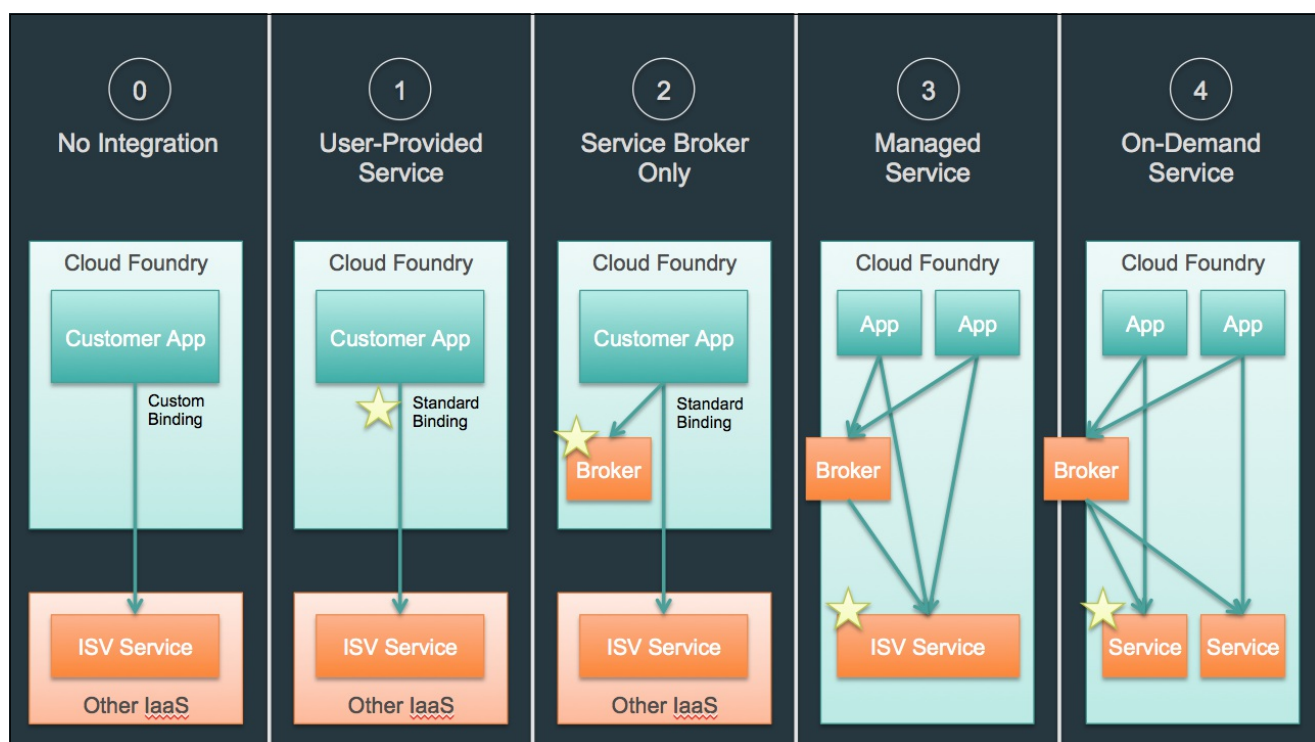 0
No Integration
Cloud Foundry
Customer App
Custom
Binding
ISV Service
Other IaaS
1
User-Provided
Service
Cloud Foundry
Customer App
Standard
Binding
ISV Service
Other IaaS
2
Service Broker
Only
Cloud Foundry
Customer App
Standard
Binding
Broker
ISV Service
Other IaaS
3
Managed
Service
Cloud Foundry
App
App
Broker
ISV Service
4
On-Demand
Service
Cloud Foundry
App
App
Broker
Service
Service